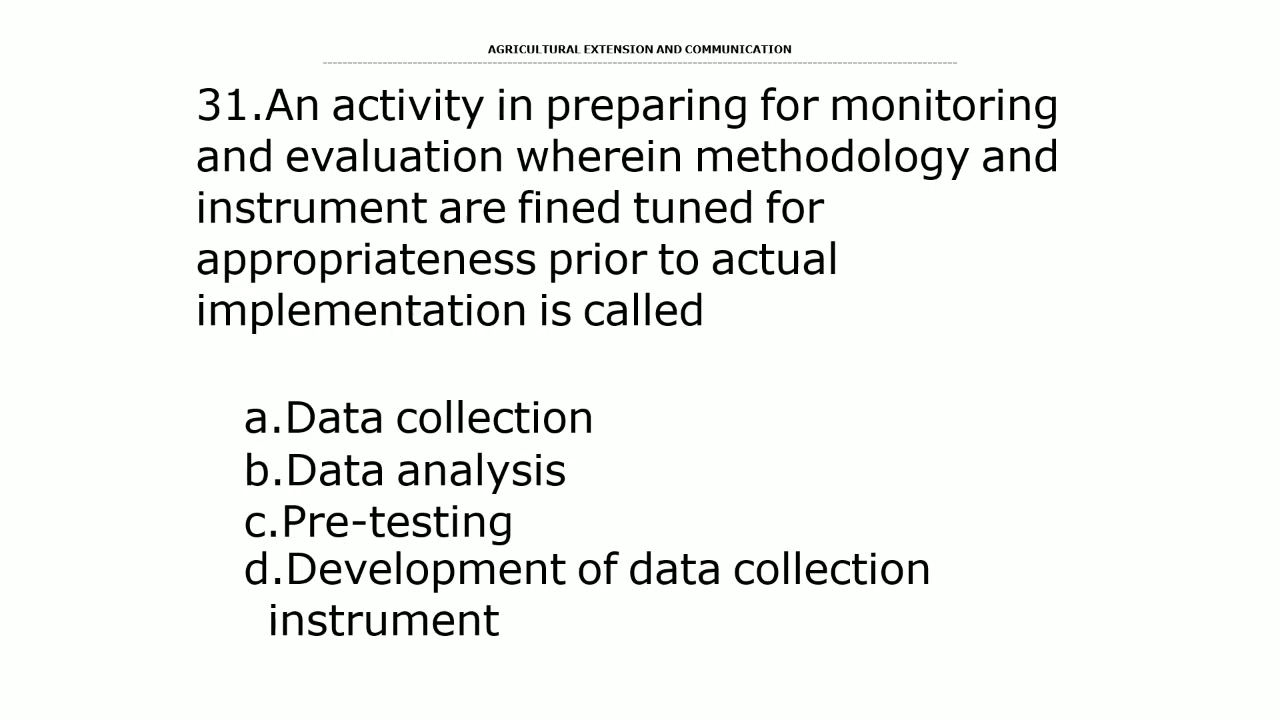 AGRICULTURAL EXTENSION AND COMMUNICATION
31.An activity in preparing for monitoring
and evaluation wherein methodology and
instrument are fined tuned for
appropriateness prior to actual
implementation is called
a.Data collection
b.Data analysis
c.Pre-testing
d.Development of data collection
instrument